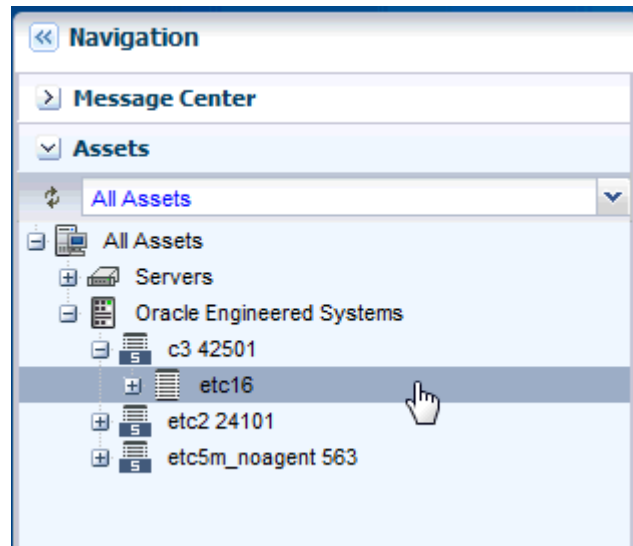 Navigation
Message Center
Assets
All Assets
All Assets
Servers
Oracle Engineered Systems
c3 42501
etc16
etc2 24101
etc5m_noagent 563